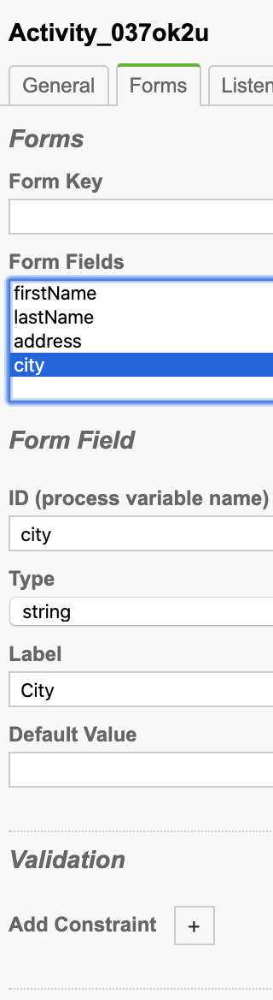 Activity_037ok2u
General Forms Listen
Forms
Form Key
Form Fields
firstName
lastName
address
city
Form Field
ID (process variable name)
city
Type
string
Label
City
Default Value
Validation
Add Constraint +